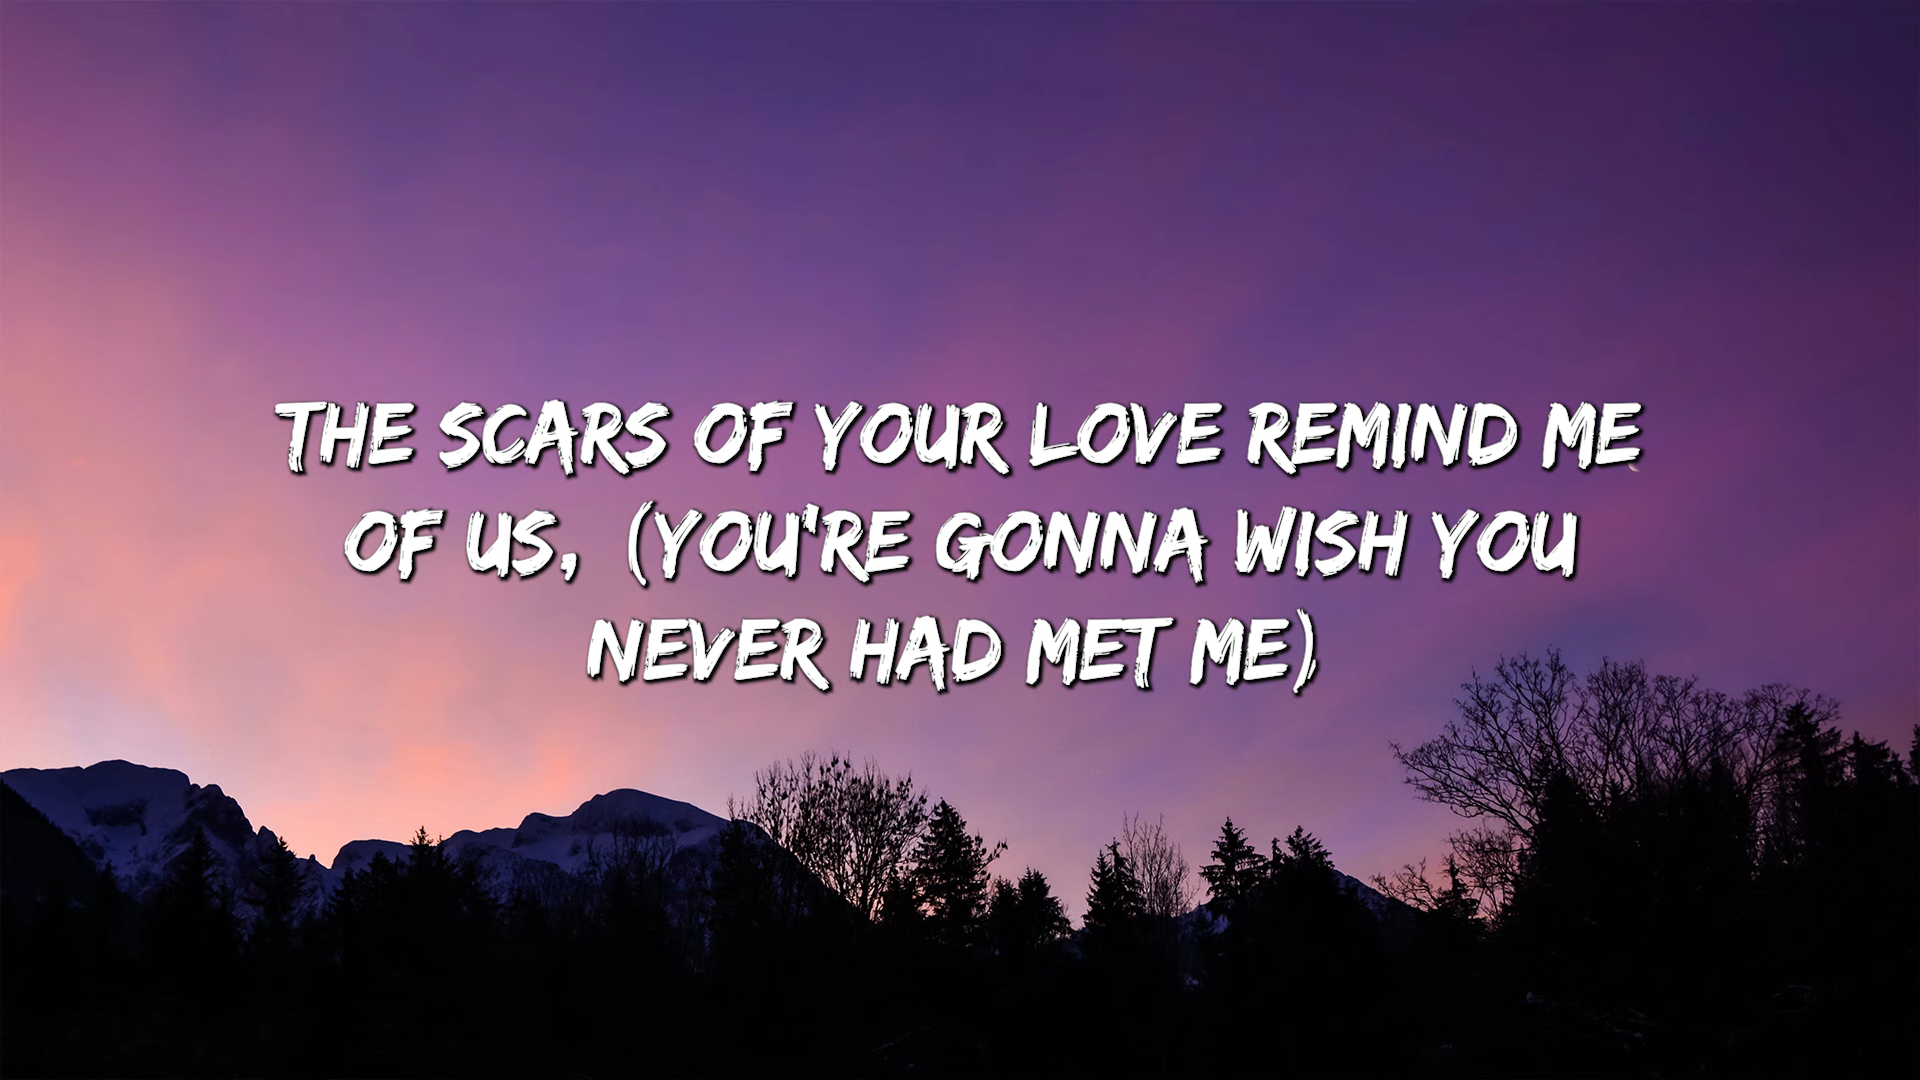 THE SCARS OF YOUR LOVE REMIND ME
OF US, (YOU'RE GONNA WISH YOU
NEVER HAD MET ME)